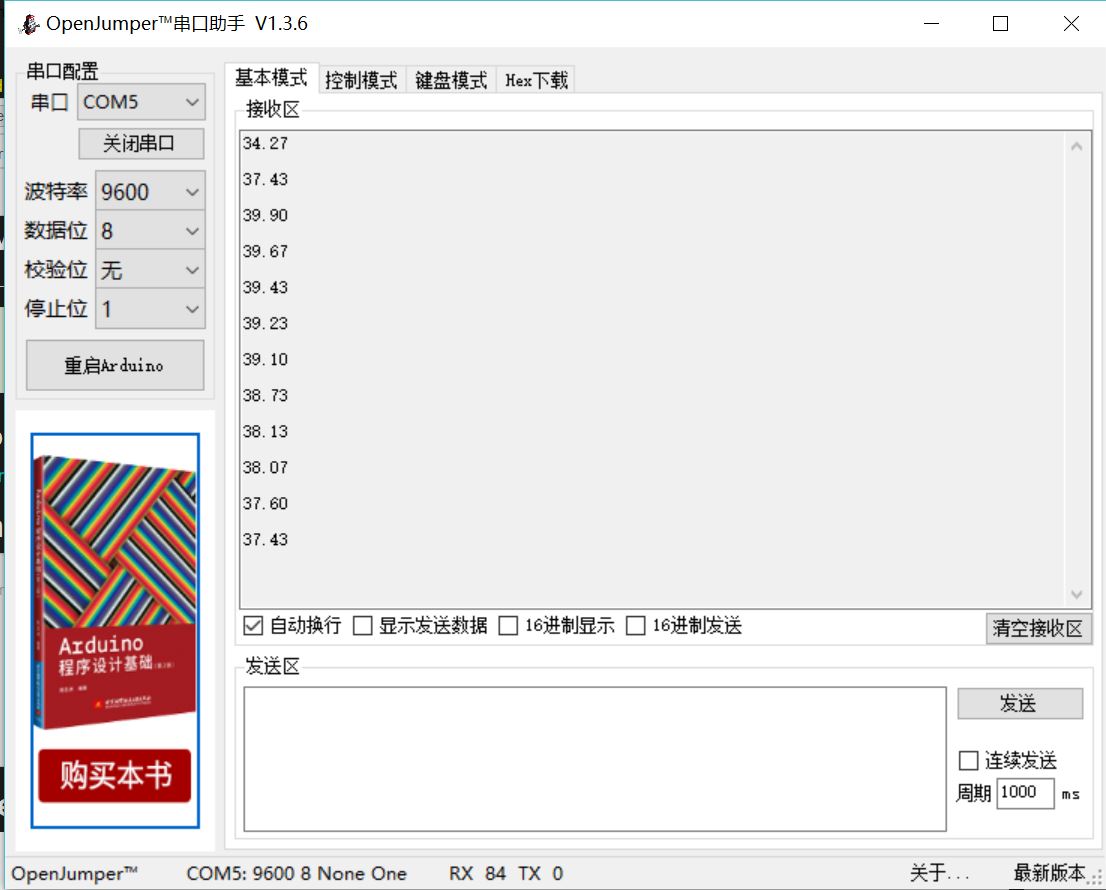 OpenJumper™串口助手 V1.3.6
串口配置
串口 COM5
关闭串口
波特率 9600
数据位 8
校验位 无
停止位 1
重启Arduino
Arduino
程序设计基础
购买本书
基本模式 控制模式 键盘模式 Hex下载
接收区
34.27
37.43
39.90
39.67
39.43
39.23
39.10
38.73
38.13
38.07
37.60
37.43
自动换行 显示发送数据 16进制显示 16进制发送
清空接收区
发送区
发送
连续发送
周期 1000 ms
OpenJumper™ COM5: 9600 8 None One RX 84 TX 0 关于... 最新版本